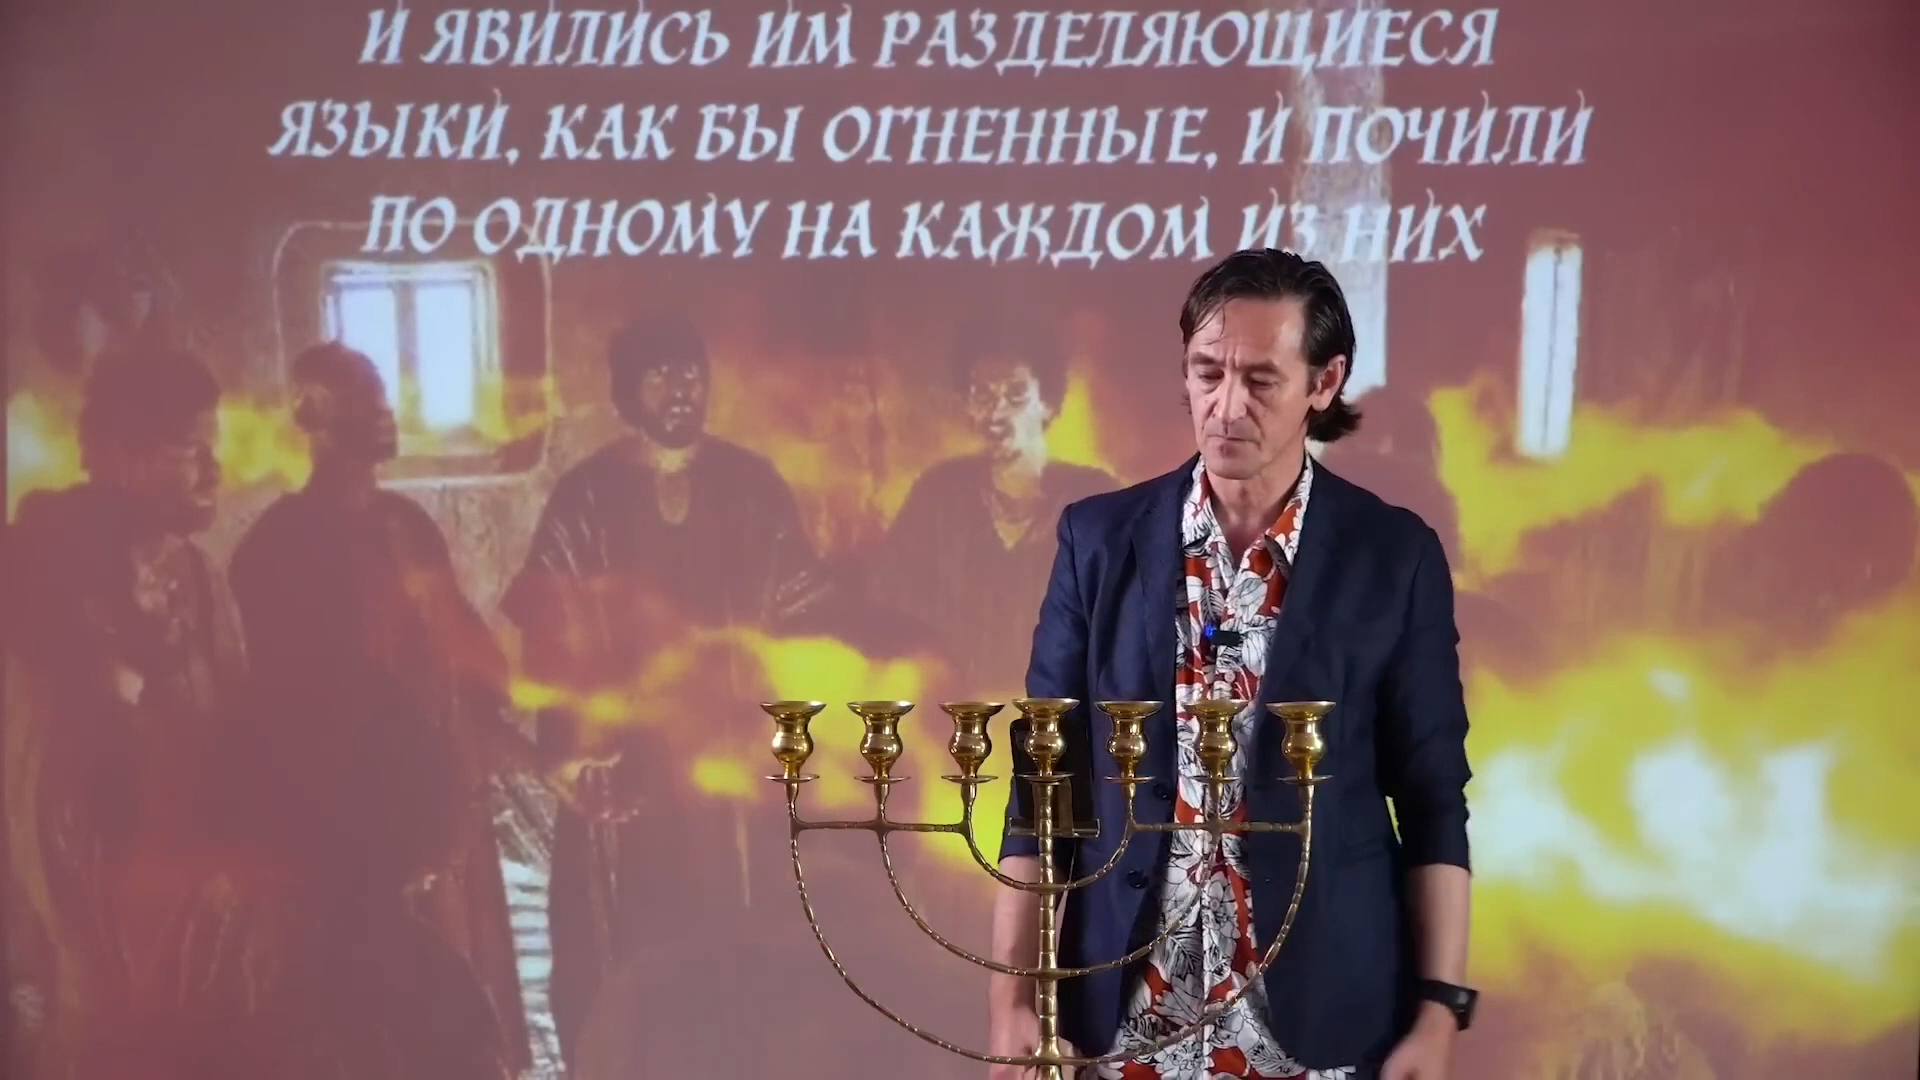 И ЯВИЛИСЬ ИМ РАЗДЕЛЯЮЩИЕСЯ
ЯЗЫКИ, КАК БЫ ОГНЕННЫЕ, И ПОЧИЛИ
ПО ОДНОМУ НА КАЖДОМ ИЗ НИХ